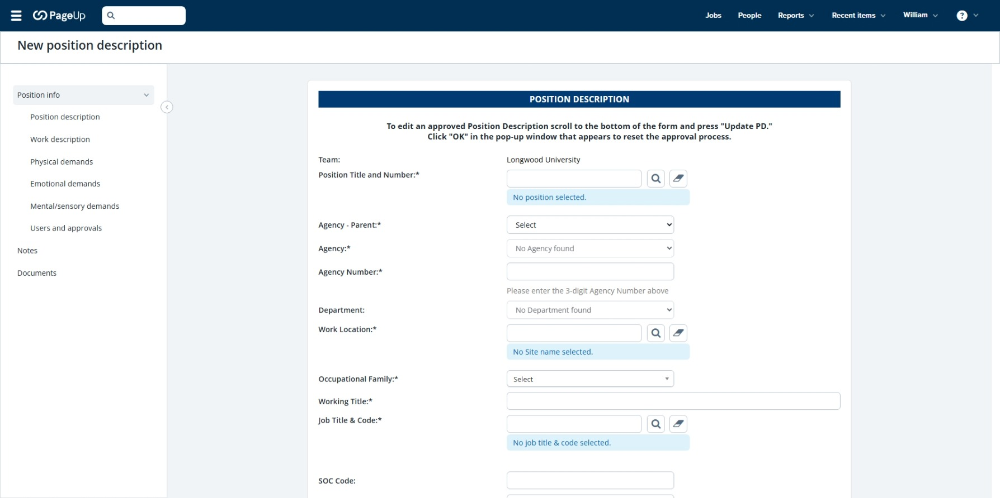 PageUp
Jobs
People
Reports
Recent items
William
?
New position description
Position info
Position description
Work description
Physical demands
Emotional demands
Mental/sensory demands
Users and approvals
Notes
Documents
POSITION DESCRIPTION
To edit an approved Position Description scroll to the bottom of the form and press "Update PD."
Click "OK" in the pop-up window that appears to reset the approval process.
Team: Longwood University
Position Title and Number:*
No position selected.
Agency - Parent:* Select
Agency:* No Agency found
Agency Number:*
Please enter the 3-digit Agency Number above
Department: No Department found
Work Location:*
No Site name selected.
Occupational Family:* Select
Working Title:*
Job Title & Code:*
No job title & code selected.
SOC Code: